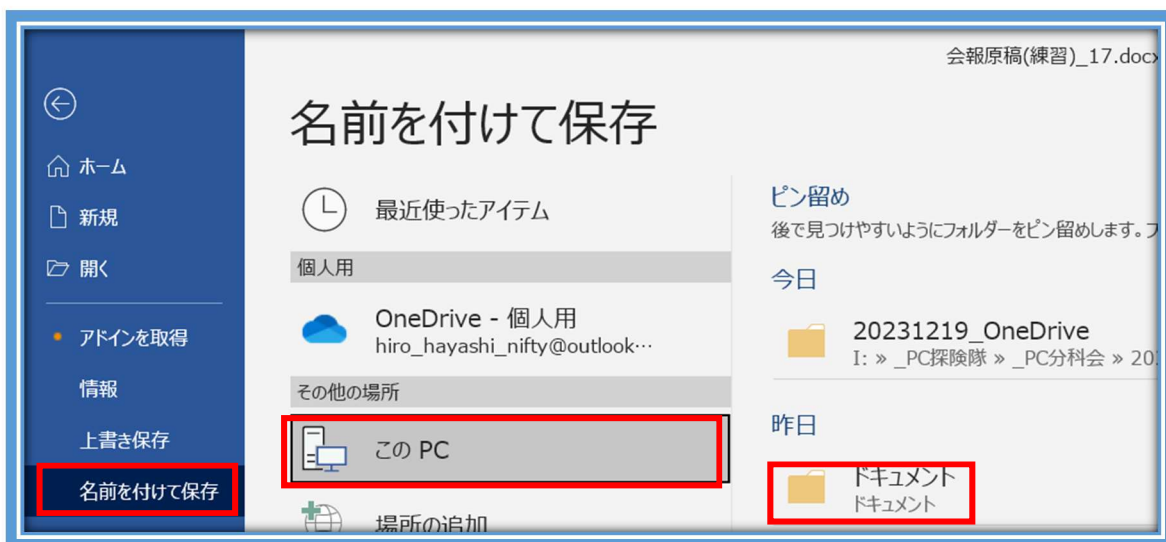 会報原稿(練習)_17.docx
ホーム
新規
開く
アドインを取得
情報
上書き保存
名前を付けて保存
名前を付けて保存
最近使ったアイテム
個人用
OneDrive - 個人用
hiro_hayashi_nifty@outlook…
その他の場所
この PC
場所の追加
ピン留め
後で見つけやすいようにフォルダーをピン留めします。フ
今日
20231219_OneDrive
I: » _PC探険隊 » _PC分科会 » 20
昨日
ドキュメント
ドキュメント